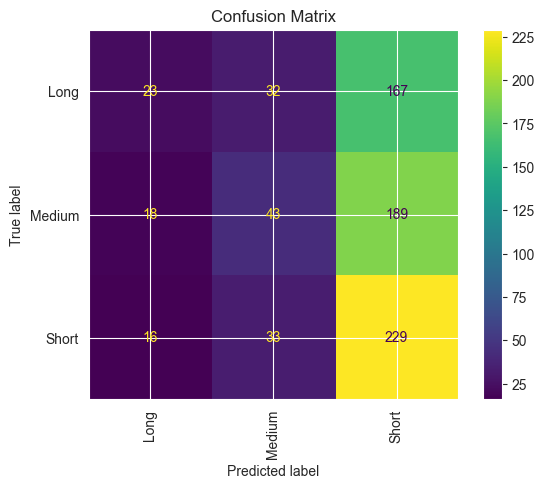 Confusion Matrix
Long 23 32 167
Medium 18 43 189
Short 16 33 229
Long Medium Short
Predicted label
True label
225
200
175
150
125
100
75
50
25